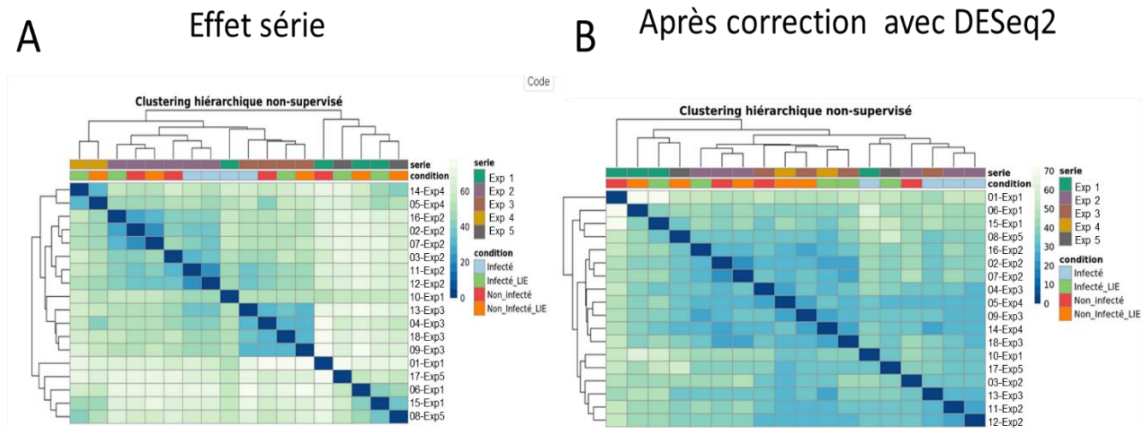 A
Effet série
B
Après correction avec DESeq2
Code
Clustering hiérarchique non-supervisé
serie
condition
14-Exp4
05-Exp4
16-Exp2
02-Exp2
07-Exp2
03-Exp2
11-Exp2
12-Exp2
10-Exp1
13-Exp3
04-Exp3
18-Exp3
09-Exp3
01-Exp1
17-Exp5
06-Exp1
15-Exp1
08-Exp5
serie
Exp 1
Exp 2
Exp 3
Exp 4
Exp 5
condition
Infecté
Infecté_LIE
Non_infecté
Non_Infecté_LIE
60
40
20
0
Clustering hiérarchique non-supervisé
serie
condition
01-Exp1
06-Exp1
15-Exp1
08-Exp5
16-Exp2
02-Exp2
07-Exp2
04-Exp3
05-Exp4
09-Exp3
14-Exp4
18-Exp3
10-Exp1
17-Exp5
03-Exp2
13-Exp3
11-Exp2
12-Exp2
70
60
50
40
30
20
10
0
serie
Exp 1
Exp 2
Exp 3
Exp 4
Exp 5
condition
Infecté
Infecté_LIE
Non_infecté
Non_Infecté_LIE